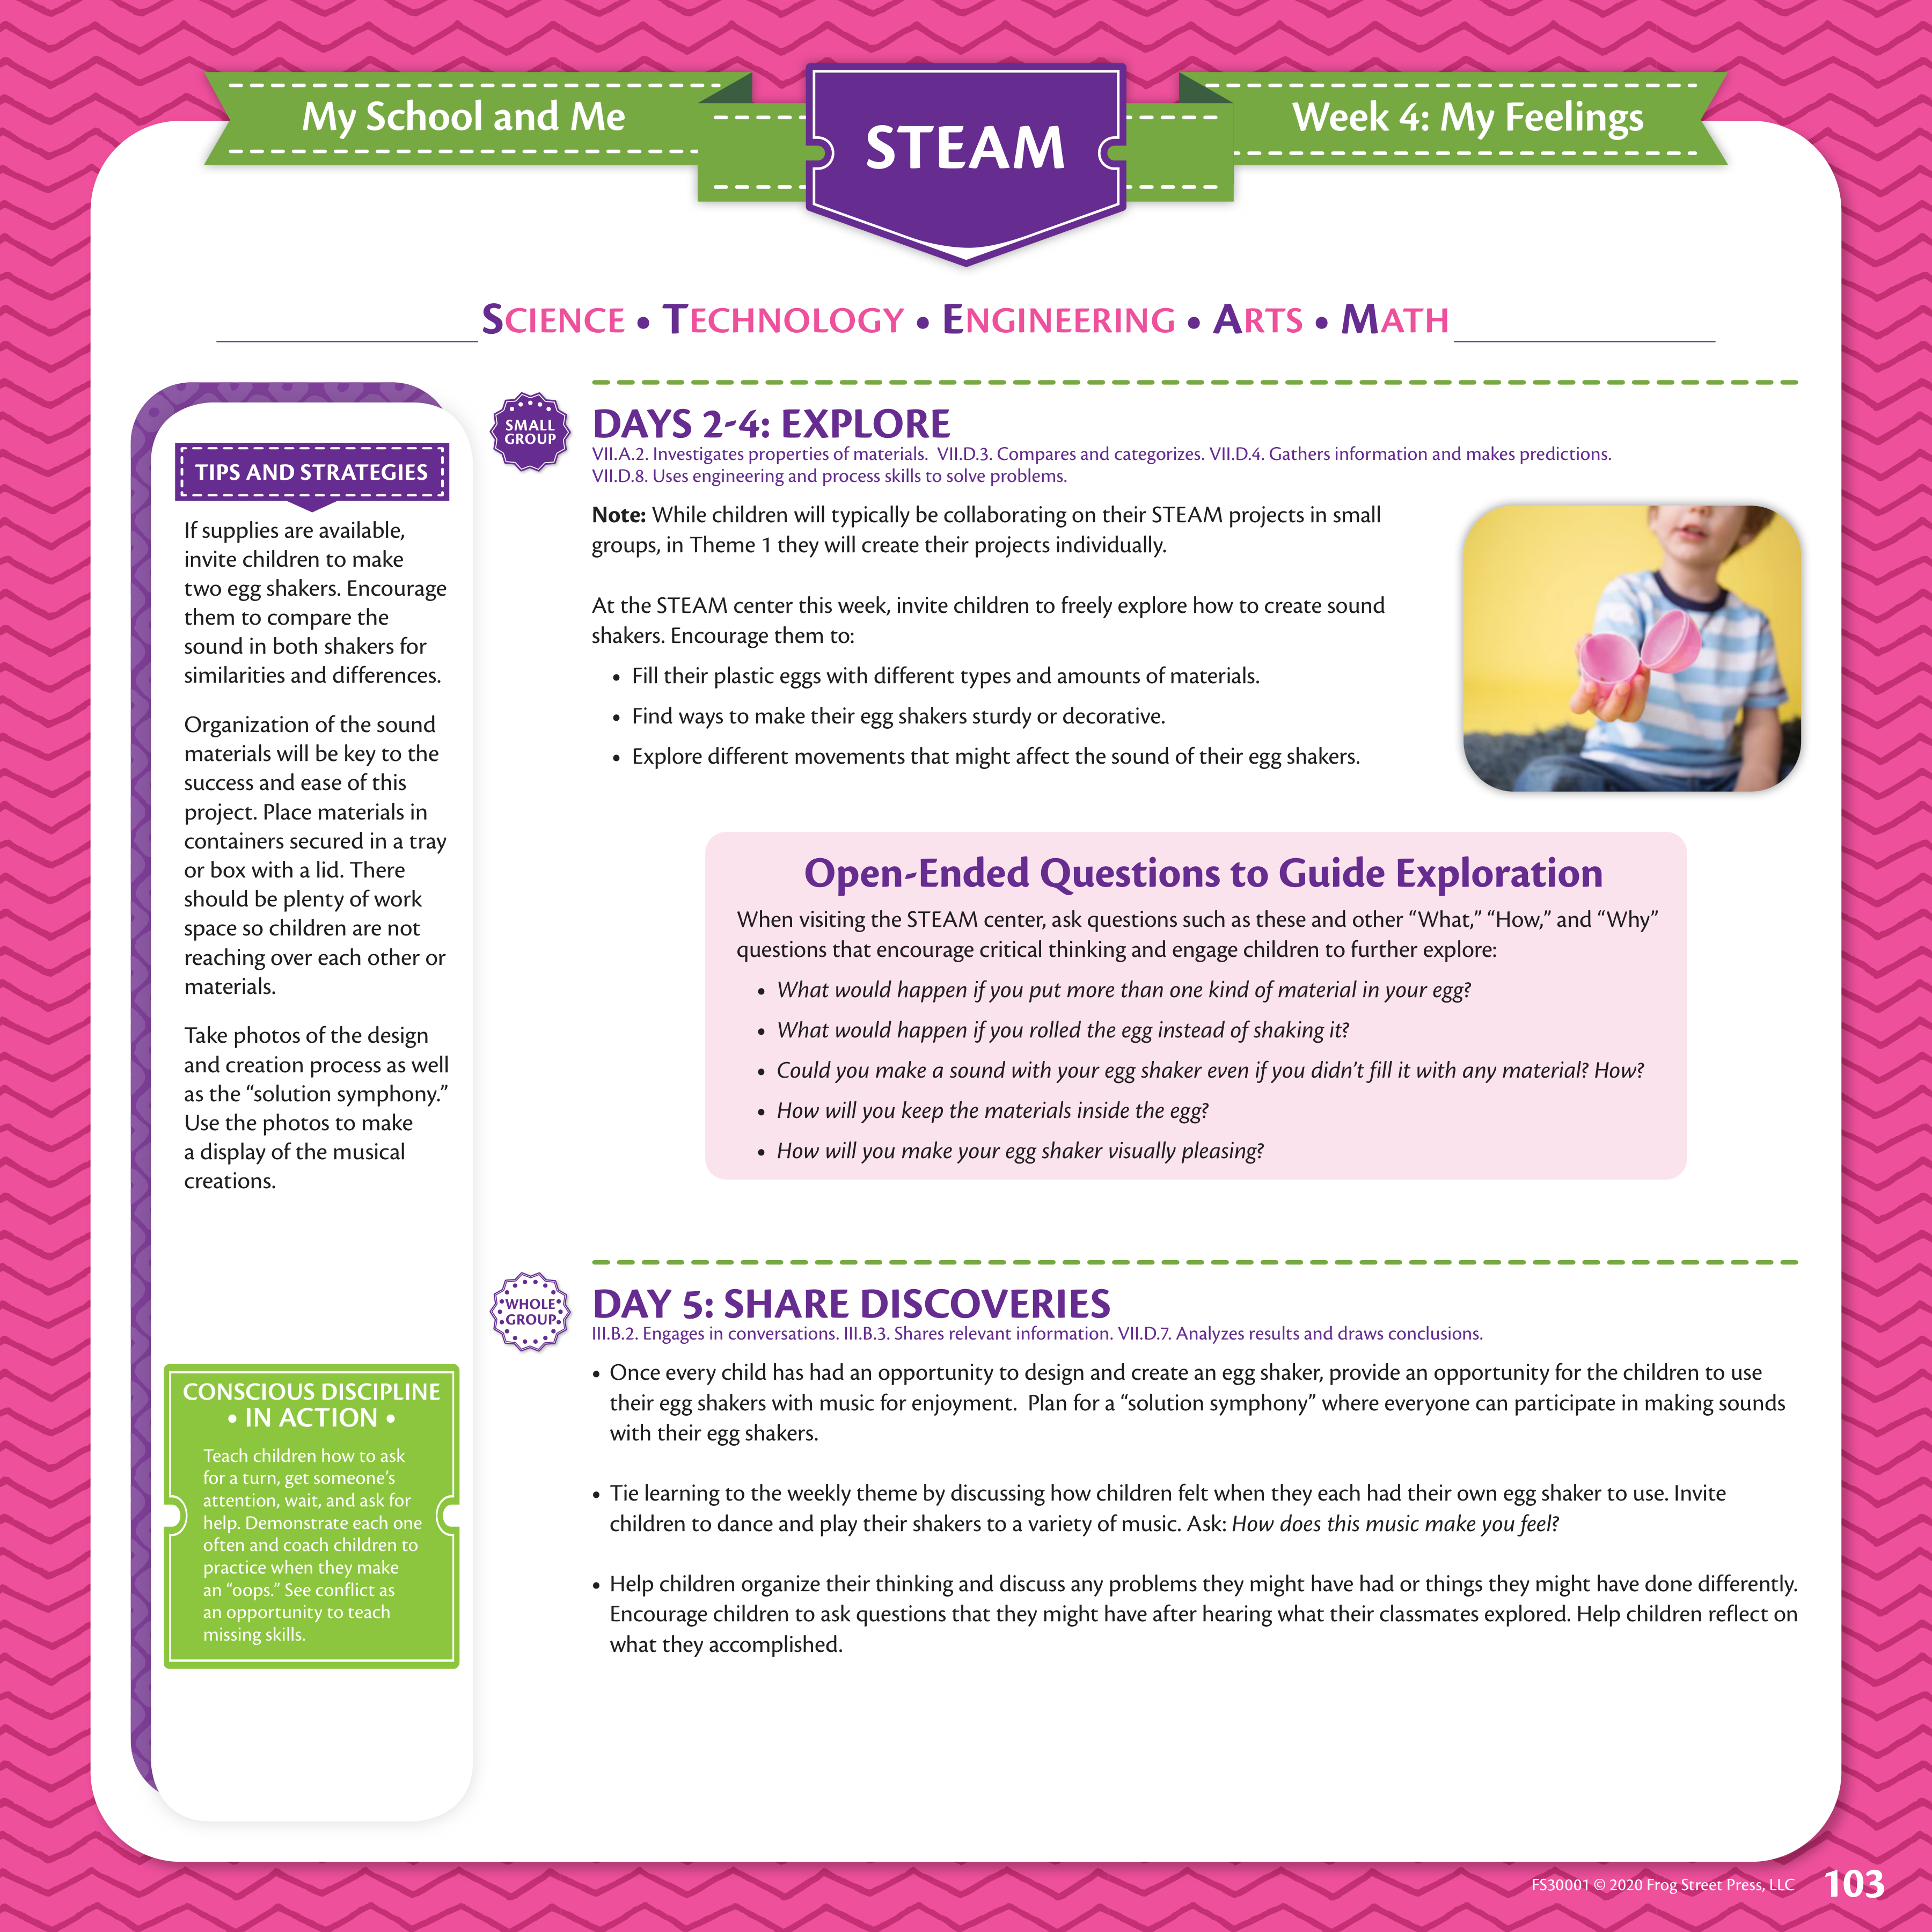 My School and Me
STEAM
Week 4: My Feelings
SCIENCE • TECHNOLOGY • ENGINEERING • ARTS • MATH
TIPS AND STRATEGIES
If supplies are available,
invite children to make
two egg shakers. Encourage
them to compare the
sound in both shakers for
similarities and differences.
Organization of the sound
materials will be key to the
success and ease of this
project. Place materials in
containers secured in a tray
or box with a lid. There
should be plenty of work
space so children are not
reaching over each other or
materials.
Take photos of the design
and creation process as well
as the “solution symphony.”
Use the photos to make
a display of the musical
creations.
CONSCIOUS DISCIPLINE
• IN ACTION •
Teach children how to ask
for a turn, get someone’s
attention, wait, and ask for
help. Demonstrate each one
often and coach children to
practice when they make
an “oops.” See conflict as
an opportunity to teach
missing skills.
SMALL
GROUP
DAYS 2-4: EXPLORE
VII.A.2. Investigates properties of materials. VII.D.3. Compares and categorizes. VII.D.4. Gathers information and makes predictions.
VII.D.8. Uses engineering and process skills to solve problems.
Note: While children will typically be collaborating on their STEAM projects in small
groups, in Theme 1 they will create their projects individually.
At the STEAM center this week, invite children to freely explore how to create sound
shakers. Encourage them to:
• Fill their plastic eggs with different types and amounts of materials.
• Find ways to make their egg shakers sturdy or decorative.
• Explore different movements that might affect the sound of their egg shakers.
Open-Ended Questions to Guide Exploration
When visiting the STEAM center, ask questions such as these and other “What,” “How,” and “Why”
questions that encourage critical thinking and engage children to further explore:
• What would happen if you put more than one kind of material in your egg?
• What would happen if you rolled the egg instead of shaking it?
• Could you make a sound with your egg shaker even if you didn’t fill it with any material? How?
• How will you keep the materials inside the egg?
• How will you make your egg shaker visually pleasing?
WHOLE
GROUP
DAY 5: SHARE DISCOVERIES
III.B.2. Engages in conversations. III.B.3. Shares relevant information. VII.D.7. Analyzes results and draws conclusions.
• Once every child has had an opportunity to design and create an egg shaker, provide an opportunity for the children to use
their egg shakers with music for enjoyment. Plan for a “solution symphony” where everyone can participate in making sounds
with their egg shakers.
• Tie learning to the weekly theme by discussing how children felt when they each had their own egg shaker to use. Invite
children to dance and play their shakers to a variety of music. Ask: How does this music make you feel?
• Help children organize their thinking and discuss any problems they might have had or things they might have done differently.
Encourage children to ask questions that they might have after hearing what their classmates explored. Help children reflect on
what they accomplished.
FS30001 © 2020 Frog Street Press, LLC
103